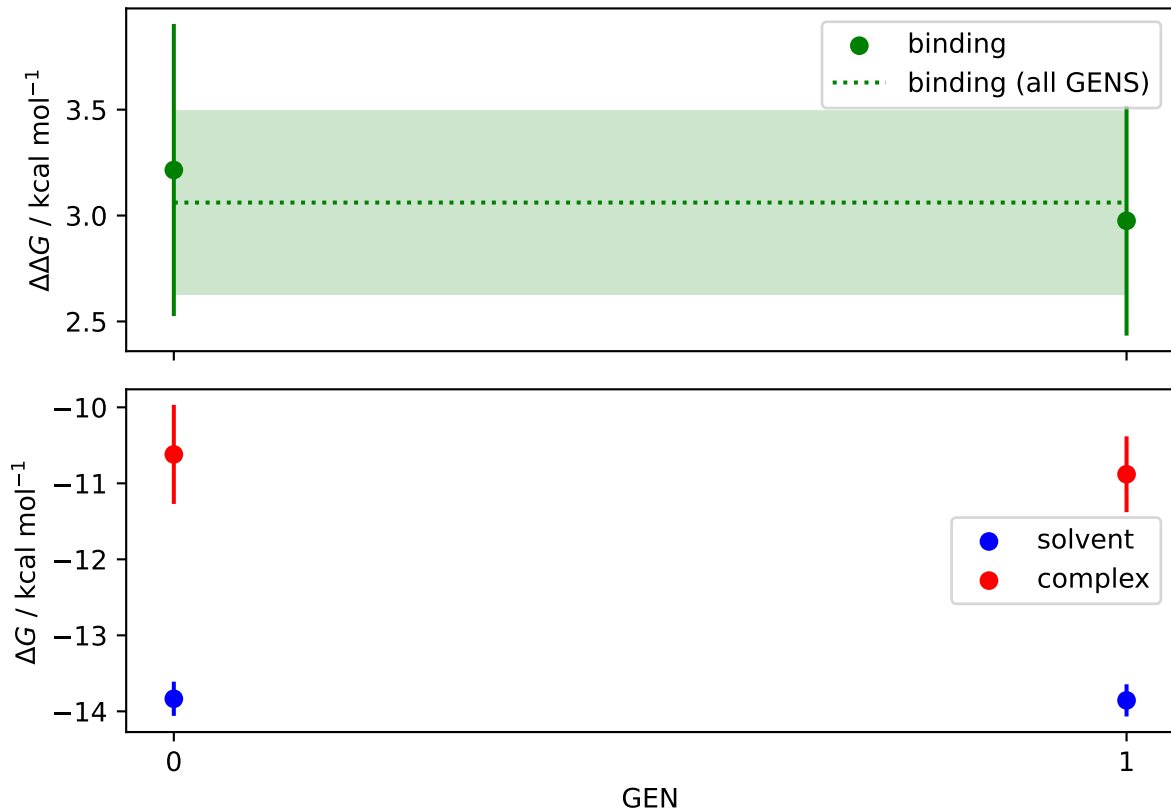 binding
binding (all GENS)
ΔΔG / kcal mol⁻¹
3.5
3.0
2.5
ΔG / kcal mol⁻¹
−10
−11
−12
−13
−14
solvent
complex
0
1
GEN